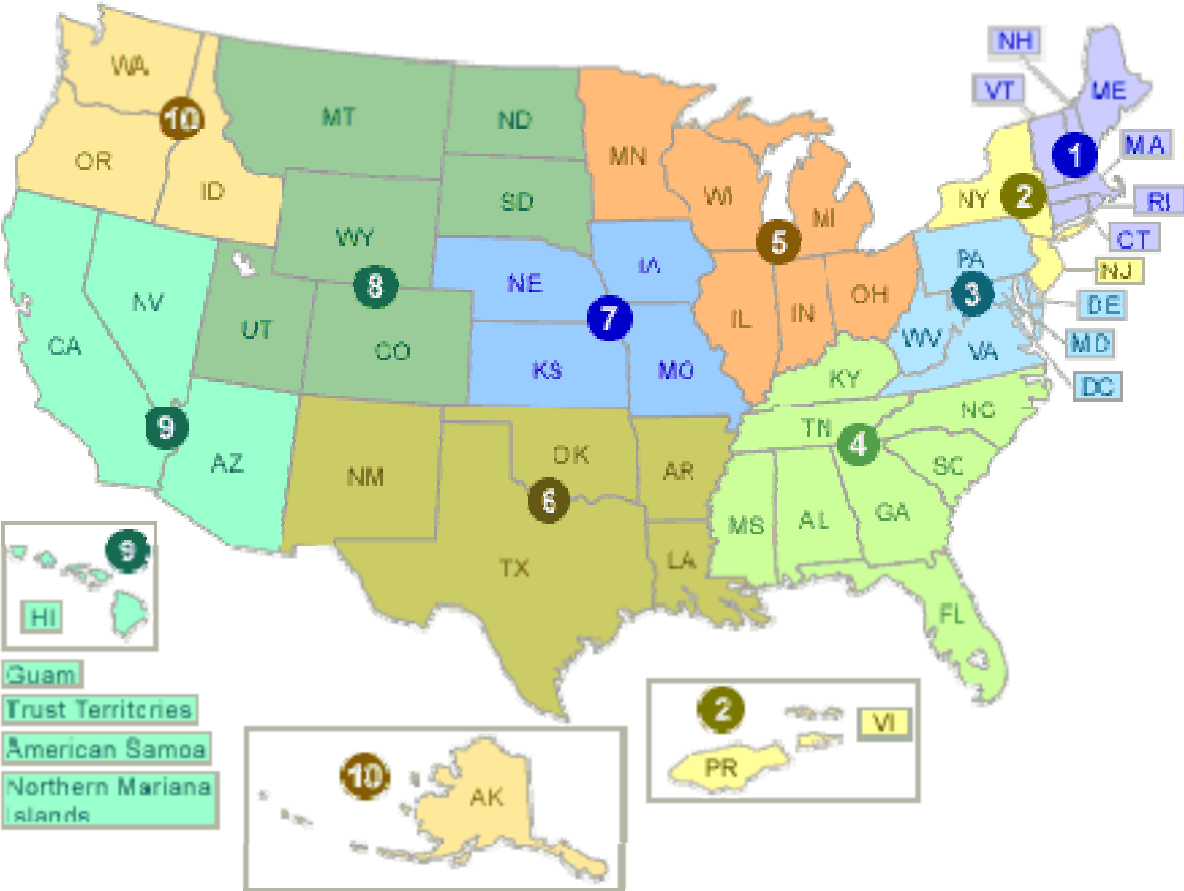 NH
WA
ME
VT
10
MT
ND
MN
1
MA
OR
WI
ID
SD
NY
2
RI
MI
WY
5
CT
IA
PA
NJ
NE
8
3
DE
NV
OH
7
IL
IN
UT
WV
MD
CA
CO
VA
KS
MO
KY
DC
NC
9
TN
4
AZ
OK
SC
NM
AR
6
GA
MS
AL
9
LA
TX
HI
FL
Guam
Trust Territories
2
VI
American Samoa
PR
10
Northern Mariana
Islands
AK